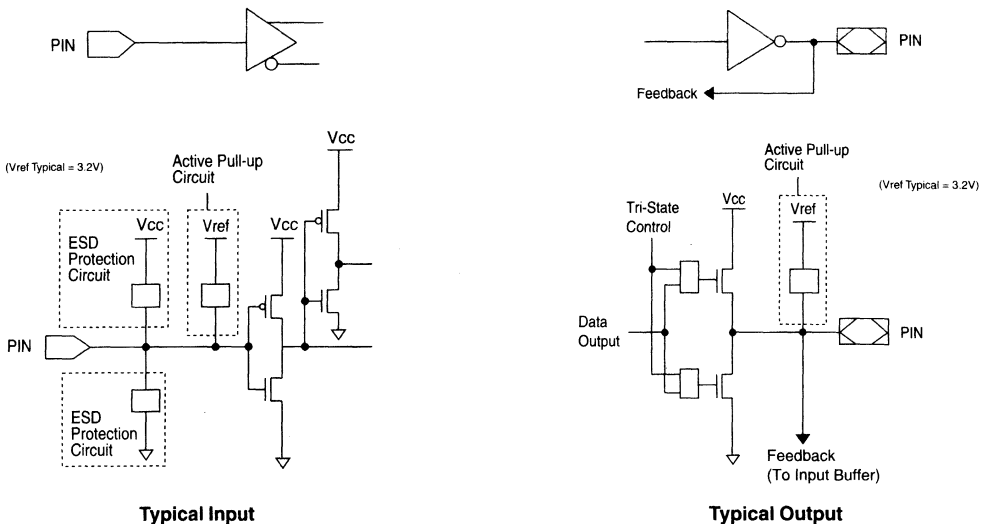 PIN
PIN
Feedback
(Vref Typical = 3.2V)
Active Pull-up
Circuit
Vcc
ESD
Protection
Circuit
Vcc
Vref
Vcc
PIN
ESD
Protection
Circuit
Typical Input
Active Pull-up
Circuit
(Vref Typical = 3.2V)
Tri-State
Control
Vcc
Vref
Data
Output
PIN
Feedback
(To Input Buffer)
Typical Output